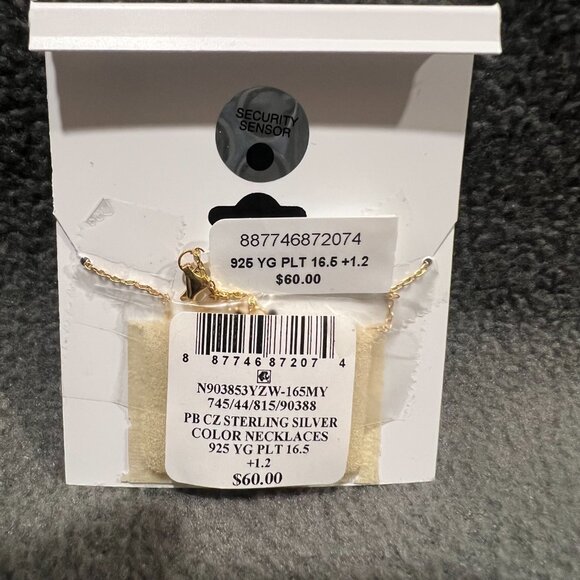 SECURITY
SENSOR
887746872074
925 YG PLT 16.5 +1.2
$60.00
8 87746 87207 4
N903853YZW-165MY
745/44/815/90388
PB CZ STERLING SILVER
COLOR NECKLACES
925 YG PLT 16.5
+1.2
$60.00